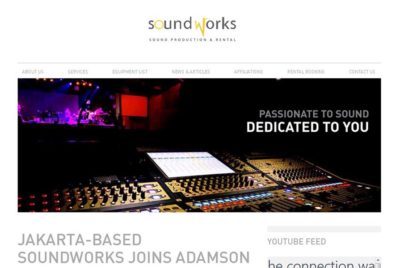 soundworks
SOUND PRODUCTION & RENTAL
ABOUT US SERVICES EQUIPMENT LIST NEWS & ARTICLES AFFILIATIONS RENTAL BOOKING CONTACT US
PASSIONATE TO SOUND
DEDICATED TO YOU
JAKARTA-BASED
SOUNDWORKS JOINS ADAMSON
YOUTUBE FEED
he connection wa